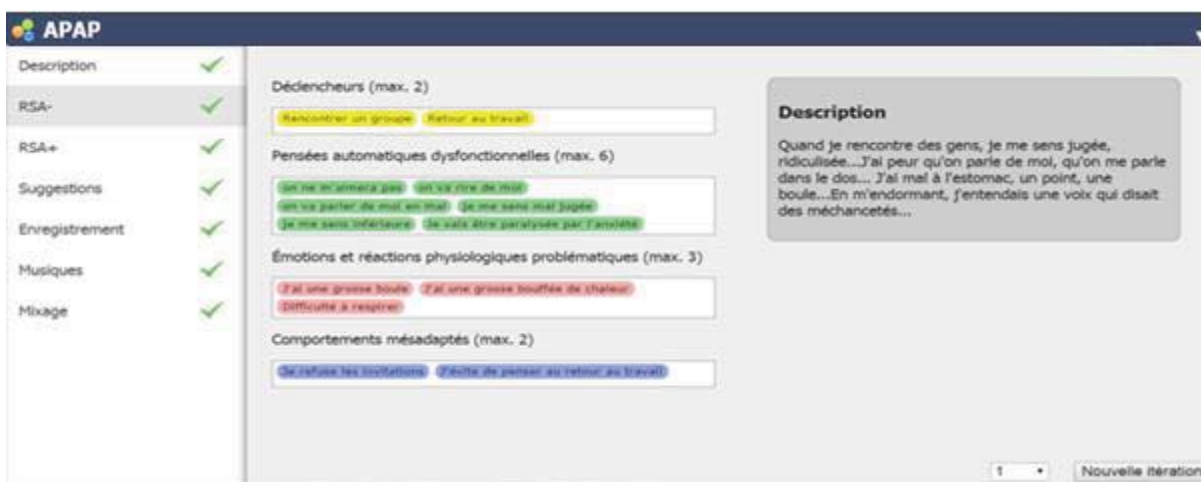 APAP
Description
RSA-
RSA+
Suggestions
Enregistrement
Musiques
Mixage
Déclencheurs (max. 2)
Rencontrer un groupe Retour au travail
Pensées automatiques dysfonctionnelles (max. 6)
on ne m'aimera pas on va rire de moi
on va parler de moi en mal je me sens mal jugée
je me sens inférieure Je vais être paralysée par l'anxiété
Émotions et réactions physiologiques problématiques (max. 3)
J'ai une grosse boule J'ai une grosse bouffée de chaleur
Difficulté à respirer
Comportements mésadaptés (max. 2)
Je refuse les invitations J'évite de penser au retour au travail
Description
Quand je rencontre des gens, je me sens jugée,
ridiculisée...J'ai peur qu'on parle de moi, qu'on me parle
dans le dos... J'ai mal à l'estomac, un point, une
boule...En m'endormant, j'entendais une voix qui disait
des méchancetés...
1
Nouvelle itération